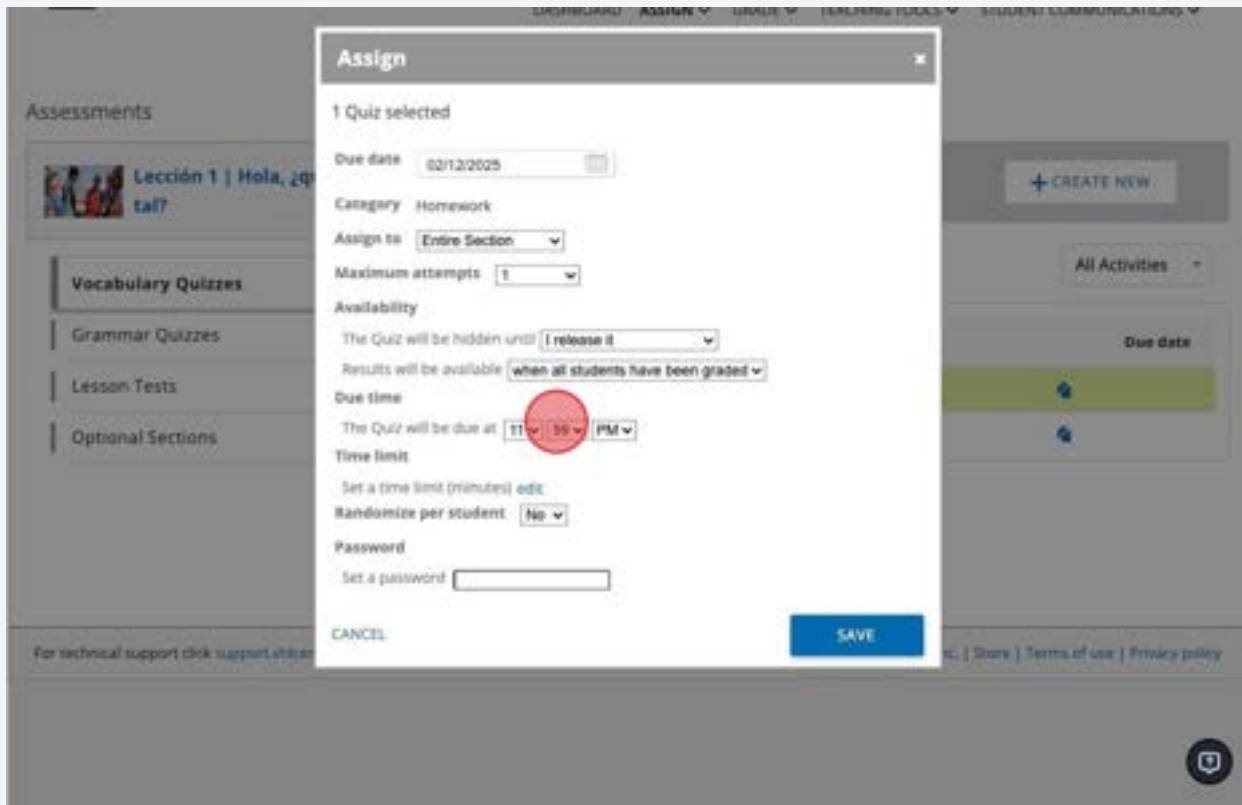 DASHBOARD ASSIGN GRADE TEACHING TOOLS STUDENT COMMUNICATIONS
Assign
Assessments
1 Quiz selected
Due date 02/12/2025
Lección 1 | Hola, ¿qu
tal?
+ CREATE NEW
Category Homework
Assign to Entire Section
Maximum attempts 1
All Activities
Vocabulary Quizzes
Availability
The Quiz will be hidden until I release it
Grammar Quizzes
Due date
Results will be available when all students have been graded
Lesson Tests
Due time
The Quiz will be due at 11 59 PM
Optional Sections
Time limit
Set a time limit (minutes) edit
Randomize per student No
Password
Set a password
CANCEL
SAVE
For technical support click
nc. | Store | Terms of use | Privacy policy